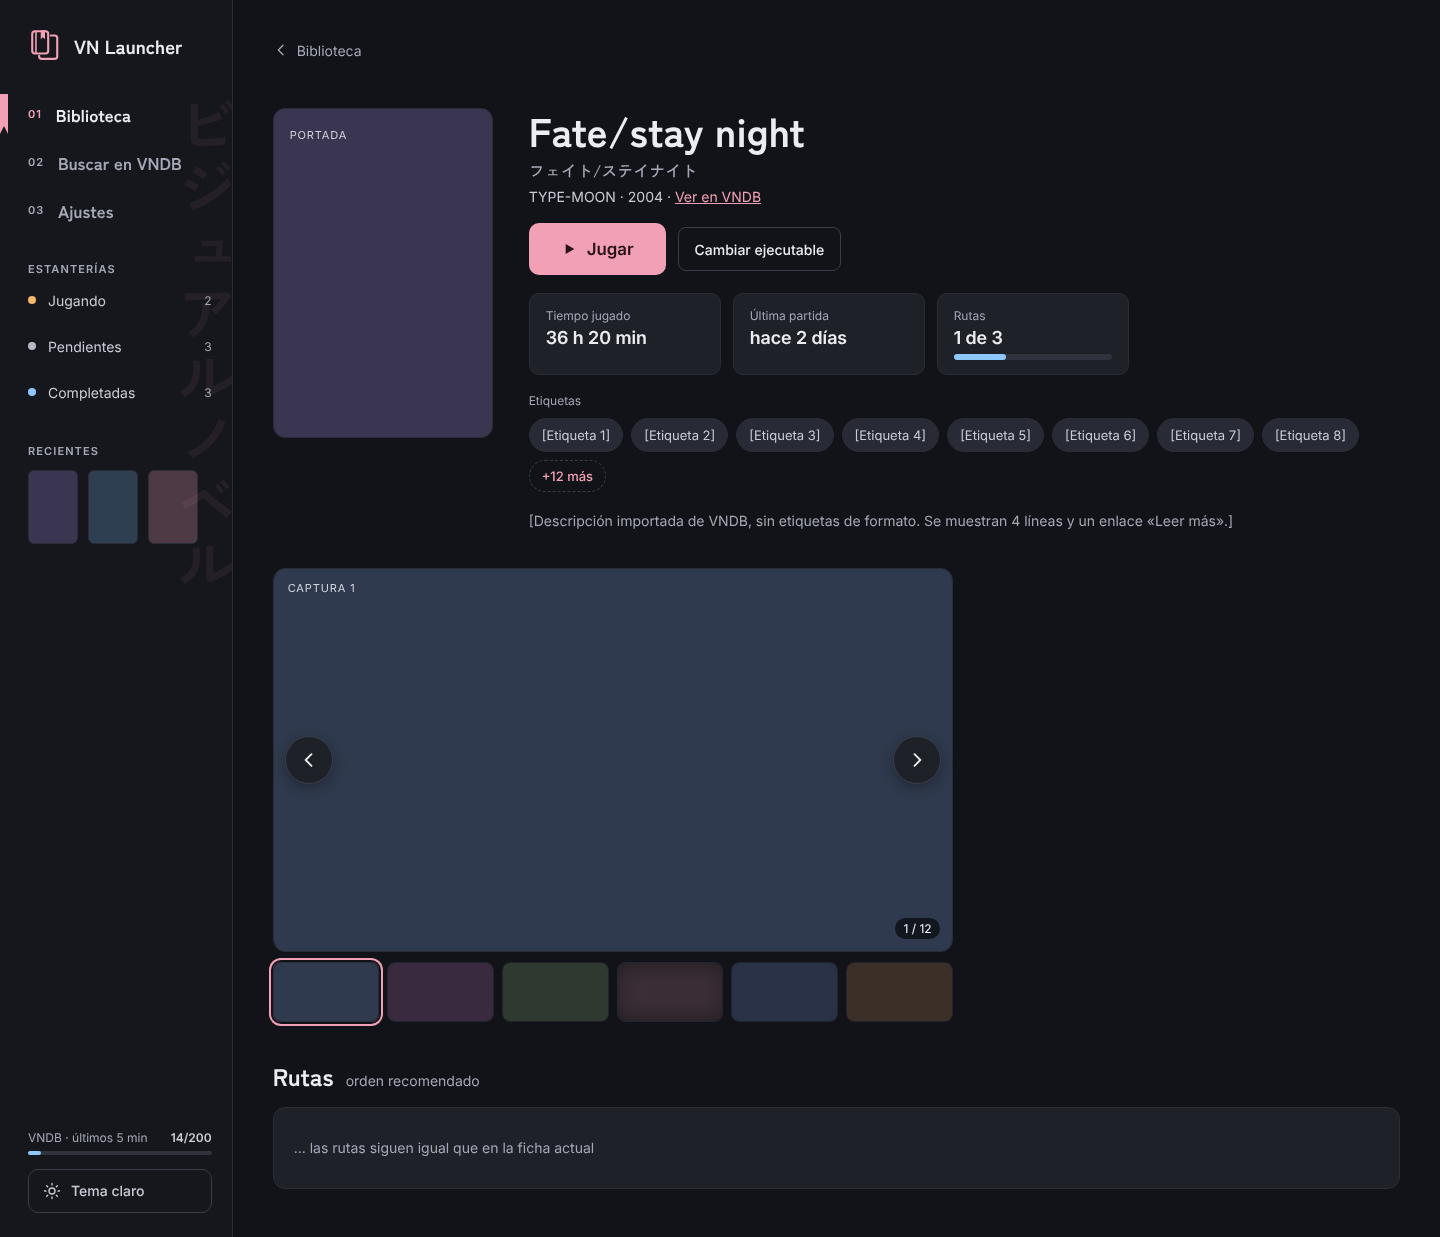 VN Launcher
01 Biblioteca
02 Buscar en VNDB
03 Ajustes
ビジュアルノベル
ESTANTERÍAS
Jugando 2
Pendientes 3
Completadas 3
RECIENTES
VNDB · últimos 5 min 14/200
Tema claro
Biblioteca
PORTADA
Fate/stay night
フェイト/ステイナイト
TYPE-MOON · 2004 · Ver en VNDB
Jugar
Cambiar ejecutable
Tiempo jugado
36 h 20 min
Última partida
hace 2 días
Rutas
1 de 3
Etiquetas
[Etiqueta 1] [Etiqueta 2] [Etiqueta 3] [Etiqueta 4] [Etiqueta 5] [Etiqueta 6] [Etiqueta 7] [Etiqueta 8]
+12 más
[Descripción importada de VNDB, sin etiquetas de formato. Se muestran 4 líneas y un enlace «Leer más».]
CAPTURA 1
1 / 12
Rutas orden recomendado
... las rutas siguen igual que en la ficha actual